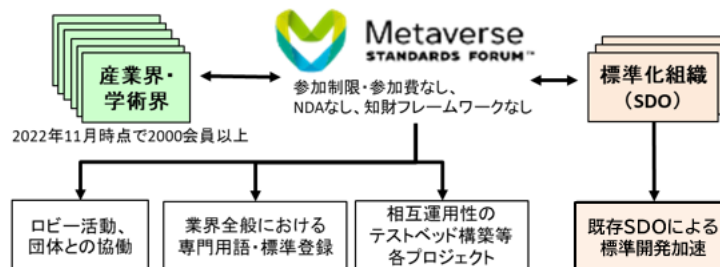 Metaverse
STANDARDS FORUM™
産業界・
学術界
参加制限・参加費なし、
NDAなし、知財フレームワークなし
標準化組織
（SDO）
2022年11月時点で2000会員以上
ロビー活動、
団体との協働
業界全般における
専門用語・標準登録
相互運用性の
テストベッド構築等
各プロジェクト
既存SDOによる
標準開発加速